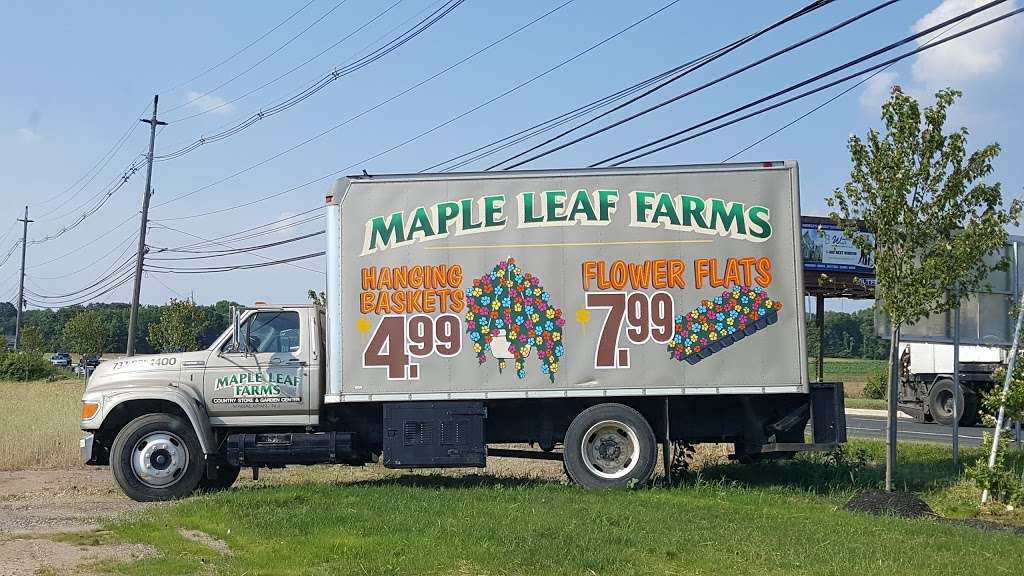 MAPLE LEAF FARMS
HANGING
BASKETS
4.99
FLOWER FLATS
7.99
MAPLE LEAF
FARMS
COUNTRY STORE & GARDEN CENTER